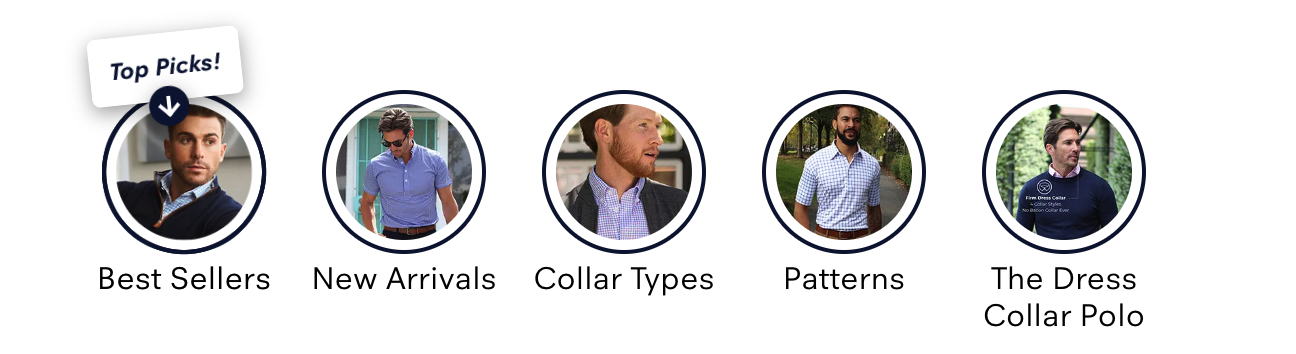 Top Picks!
Best Sellers
New Arrivals
Collar Types
Patterns
Firm Dress Collar
4 Collar Styles
No Bacon Collar Ever
The Dress
Collar Polo